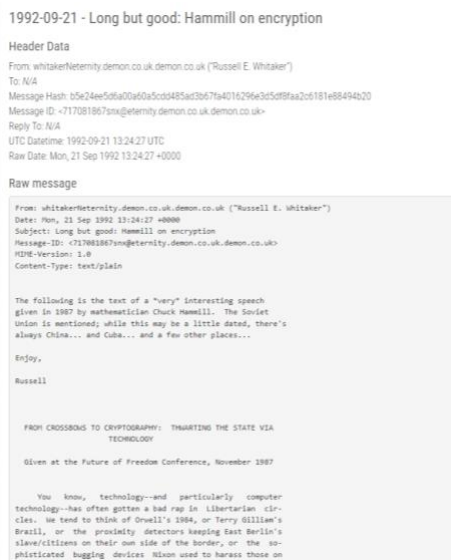 1992-09-21 - Long but good: Hammill on encryption
Header Data
From: whitakerNeternity.demon.co.uk.demon.co.uk ("Russell E. Whitaker")
To: N/A
Message Hash: b5e24ee5d6a00a60a5cdd485ad3b67fa4016296e3d5df8faa2c6181e88494b20
Message ID: <717081867snx@eternity.demon.co.uk.demon.co.uk>
Reply To: N/A
UTC Datetime: 1992-09-21 13:24:27 UTC
Raw Date: Mon, 21 Sep 1992 13:24:27 +0000
Raw message
From: whitakerNeternity.demon.co.uk.demon.co.uk ("Russell E. Whitaker")
Date: Mon, 21 Sep 1992 13:24:27 +0000
Subject: Long but good: Hammill on encryption
Message-ID: <717081867snx@eternity.demon.co.uk.demon.co.uk>
MIME-Version: 1.0
Content-Type: text/plain
The following is the text of a *very* interesting speech
given in 1987 by mathematician Chuck Hammill. The Soviet
Union is mentioned; while this may be a little dated, there's
always China... and Cuba... and a few other places...
Enjoy,
Russell
FROM CROSSBOWS TO CRYPTOGRAPHY: THWARTING THE STATE VIA
TECHNOLOGY
Given at the Future of Freedom Conference, November 1987
You know, technology--and particularly computer
technology--has often gotten a bad rap in Libertarian cir-
cles. We tend to think of Orwell's 1984, or Terry Gilliam's
Brazil, or the proximity detectors keeping East Berlin's
slave/citizens on their own side of the border, or the so-
phisticated bugging devices Nixon used to harass those on